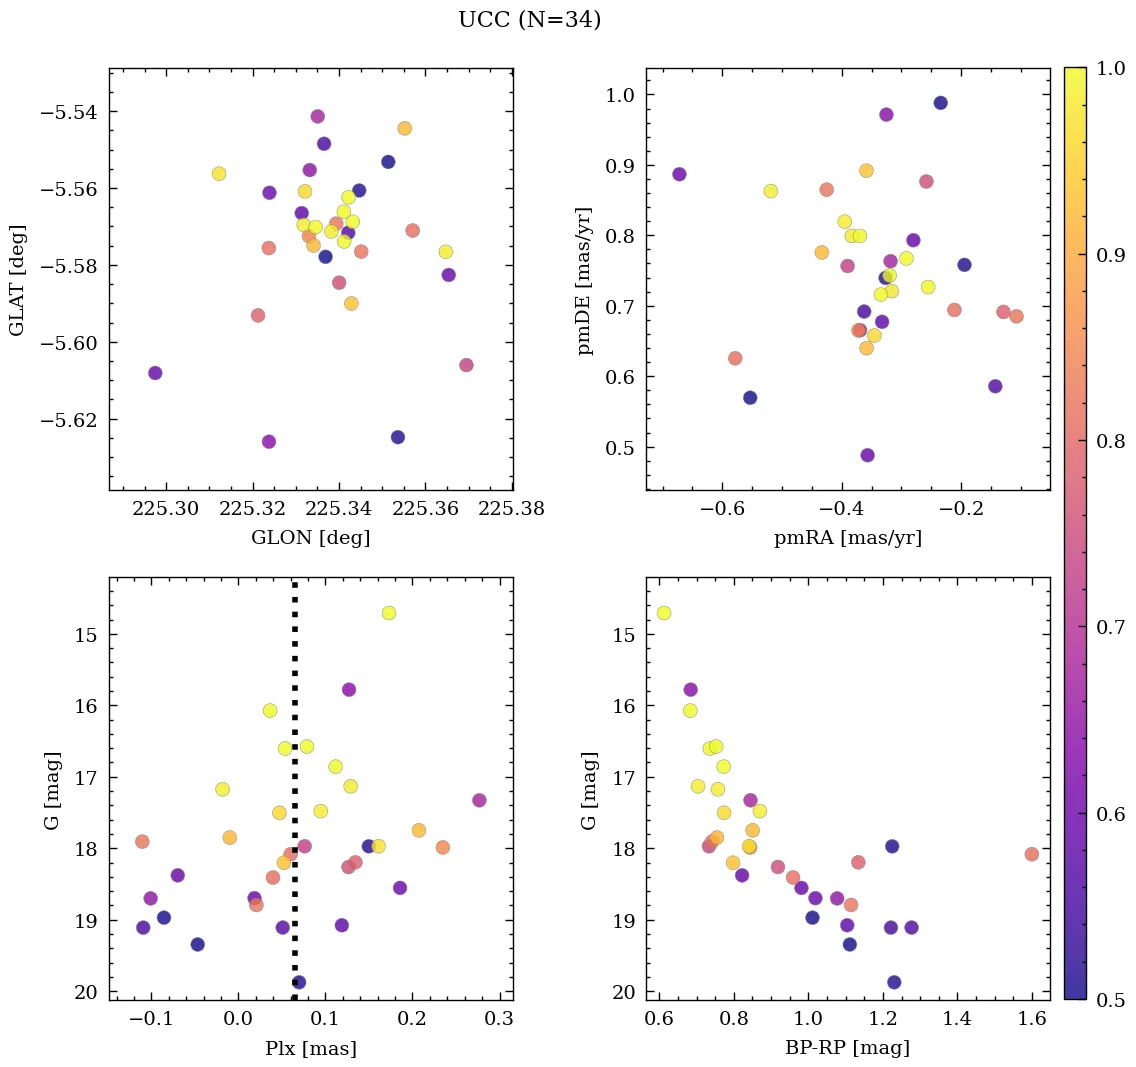 UCC (N=34)
−5.54
−5.56
−5.58
−5.60
−5.62
GLAT [deg]
225.30 225.32 225.34 225.36 225.38
GLON [deg]
1.0
0.9
0.8
0.7
0.6
0.5
pmDE [mas/yr]
−0.6 −0.4 −0.2
pmRA [mas/yr]
15
16
17
18
19
20
G [mag]
−0.1 0.0 0.1 0.2 0.3
Plx [mas]
15
16
17
18
19
20
G [mag]
0.6 0.8 1.0 1.2 1.4 1.6
BP-RP [mag]
1.0
0.9
0.8
0.7
0.6
0.5